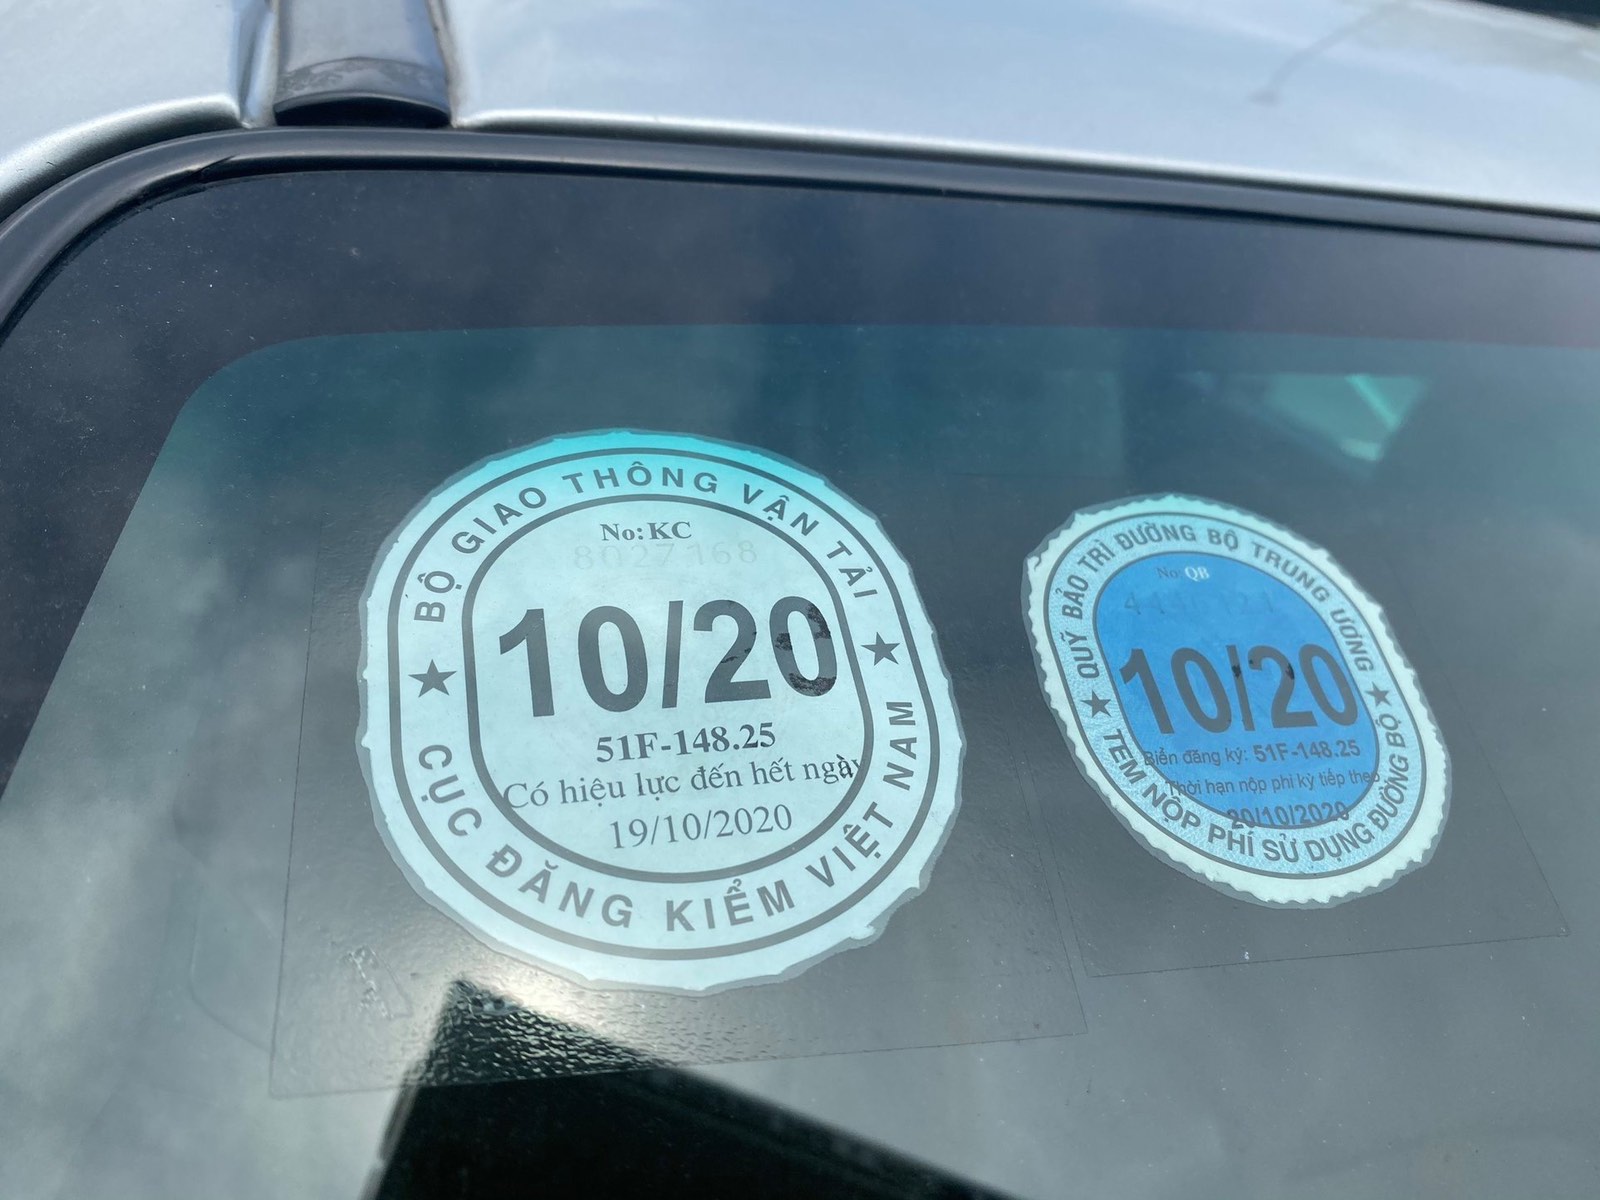 BỘ GIAO THÔNG VẬN TẢI
No: KC
8027168
10/20
51F-148.25
Có hiệu lực đến hết ngày
19/10/2020
CỤC ĐĂNG KIỂM VIỆT NAM
QUỸ BẢO TRÌ ĐƯỜNG BỘ TRUNG ƯƠNG
No: QB
10/20
Biển đăng ký: 51F-148.25
Thời hạn nộp phí kỳ tiếp theo
20/10/2020
TEM NỘP PHÍ SỬ DỤNG ĐƯỜNG BỘ